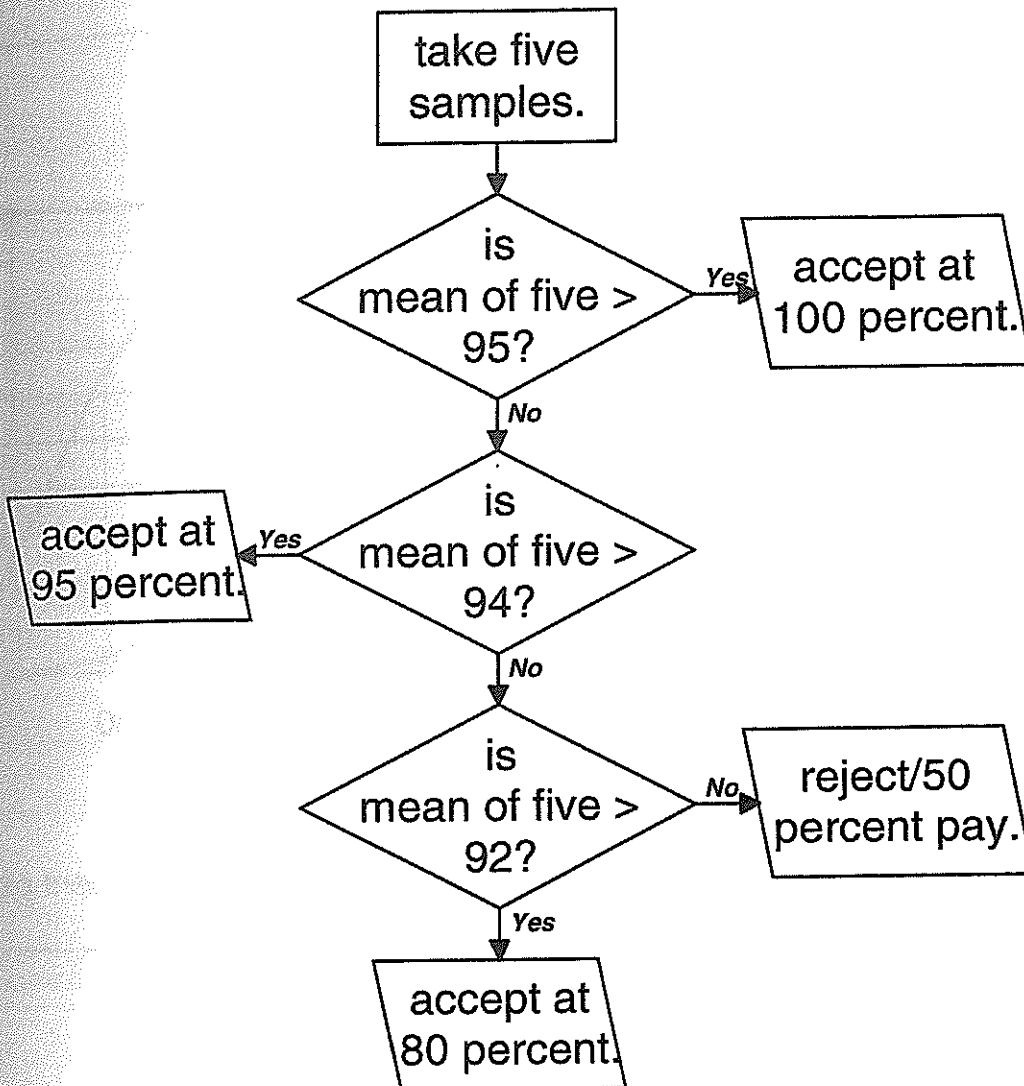 take five
samples.
is
mean of five >
95?
Yes
accept at
100 percent.
No
is
mean of five >
94?
Yes
accept at
95 percent.
No
is
mean of five >
92?
No
reject/50
percent pay.
Yes
accept at
80 percent.